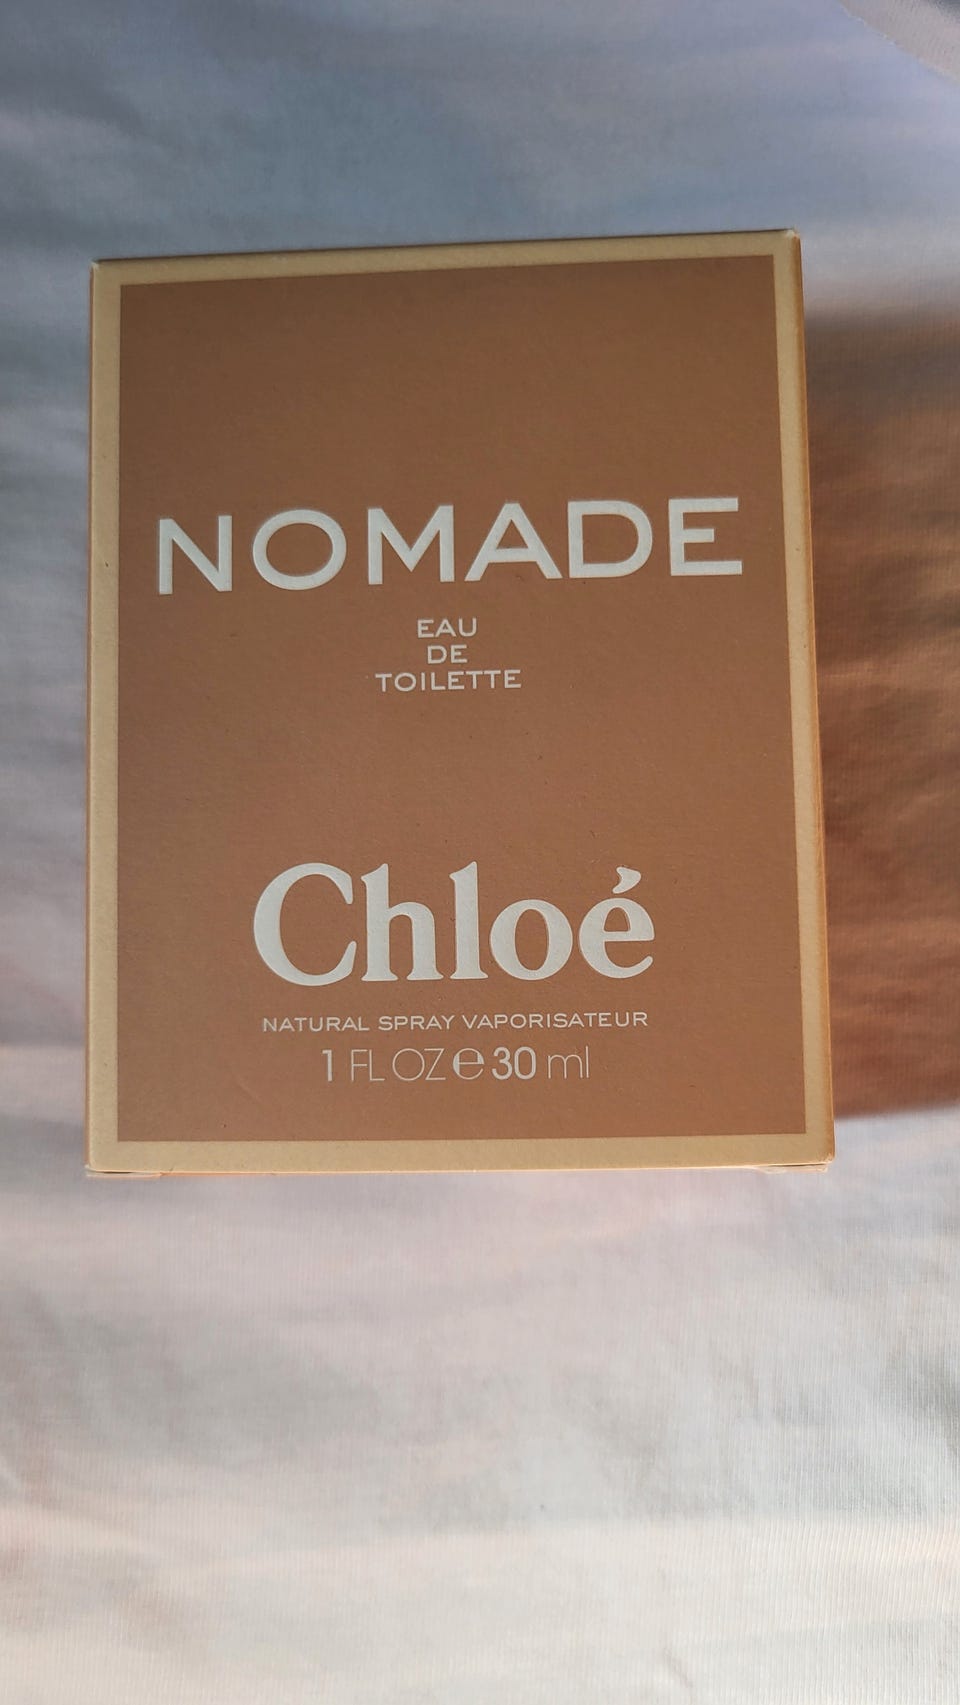 NOMADE
EAU
DE
TOILETTE
Chloé
NATURAL SPRAY VAPORISATEUR
1 FL OZ ℮ 30 ml